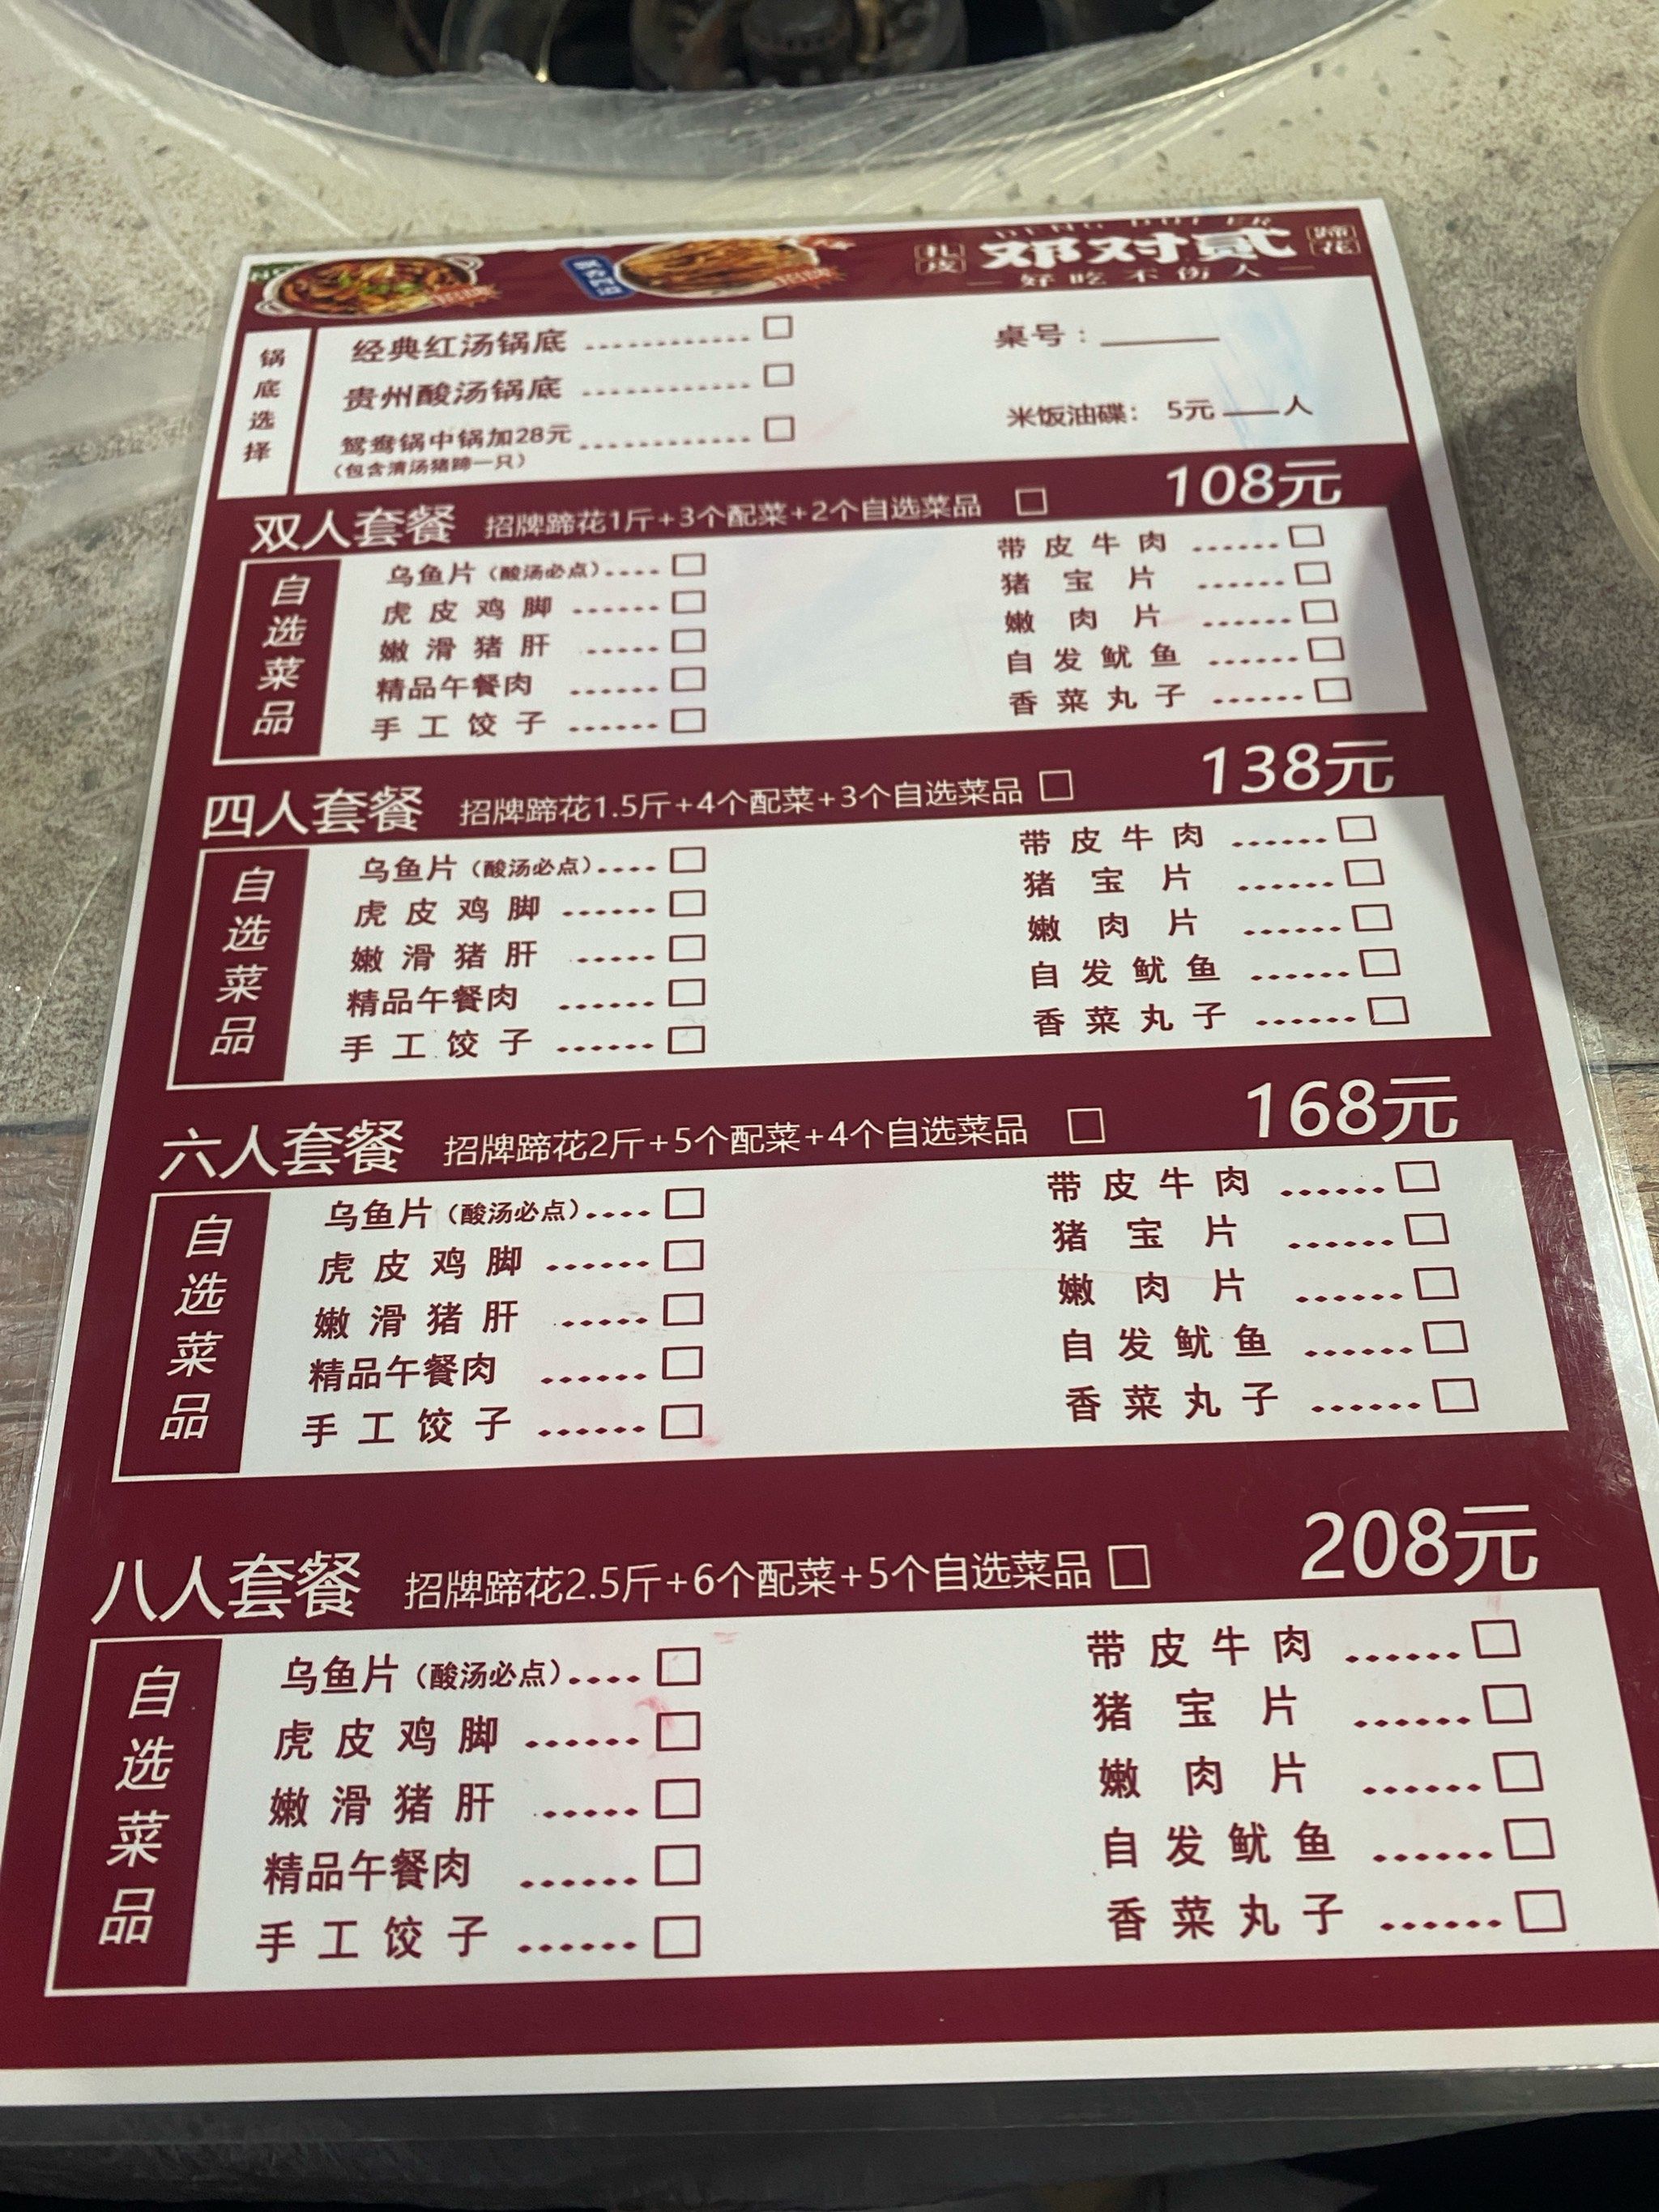 DENG DUI ER
扎皮 邓对贰 蹄花
— 好吃不伤人 —
招牌
招牌
锅底选择
经典红汤锅底 ............ □
贵州酸汤锅底 ............ □
鸳鸯锅中锅加28元 ............ □
（包含清汤猪蹄一只）
桌号：______
米饭油碟： 5元 ___人
双人套餐 招牌蹄花1斤+3个配菜+2个自选菜品 □ 108元
自选菜品
乌鱼片（酸汤必点）.... □
虎皮鸡脚 ...... □
嫩滑猪肝 ..... □
精品午餐肉 ...... □
手工饺子 ...... □
带皮牛肉 ...... □
猪宝片 ...... □
嫩肉片 ...... □
自发鱿鱼 ...... □
香菜丸子 ...... □
四人套餐 招牌蹄花1.5斤+4个配菜+3个自选菜品 □ 138元
自选菜品
乌鱼片（酸汤必点）.... □
虎皮鸡脚 ...... □
嫩滑猪肝 ..... □
精品午餐肉 ...... □
手工饺子 ...... □
带皮牛肉 ...... □
猪宝片 ...... □
嫩肉片 ...... □
自发鱿鱼 ...... □
香菜丸子 ...... □
六人套餐 招牌蹄花2斤+5个配菜+4个自选菜品 □ 168元
自选菜品
乌鱼片（酸汤必点）.... □
虎皮鸡脚 ...... □
嫩滑猪肝 ..... □
精品午餐肉 ...... □
手工饺子 ...... □
带皮牛肉 ...... □
猪宝片 ...... □
嫩肉片 ...... □
自发鱿鱼 ...... □
香菜丸子 ...... □
八人套餐 招牌蹄花2.5斤+6个配菜+5个自选菜品 □ 208元
自选菜品
乌鱼片（酸汤必点）.... □
虎皮鸡脚 ...... □
嫩滑猪肝 ..... □
精品午餐肉 ...... □
手工饺子 ...... □
带皮牛肉 ...... □
猪宝片 ...... □
嫩肉片 ...... □
自发鱿鱼 ...... □
香菜丸子 ...... □